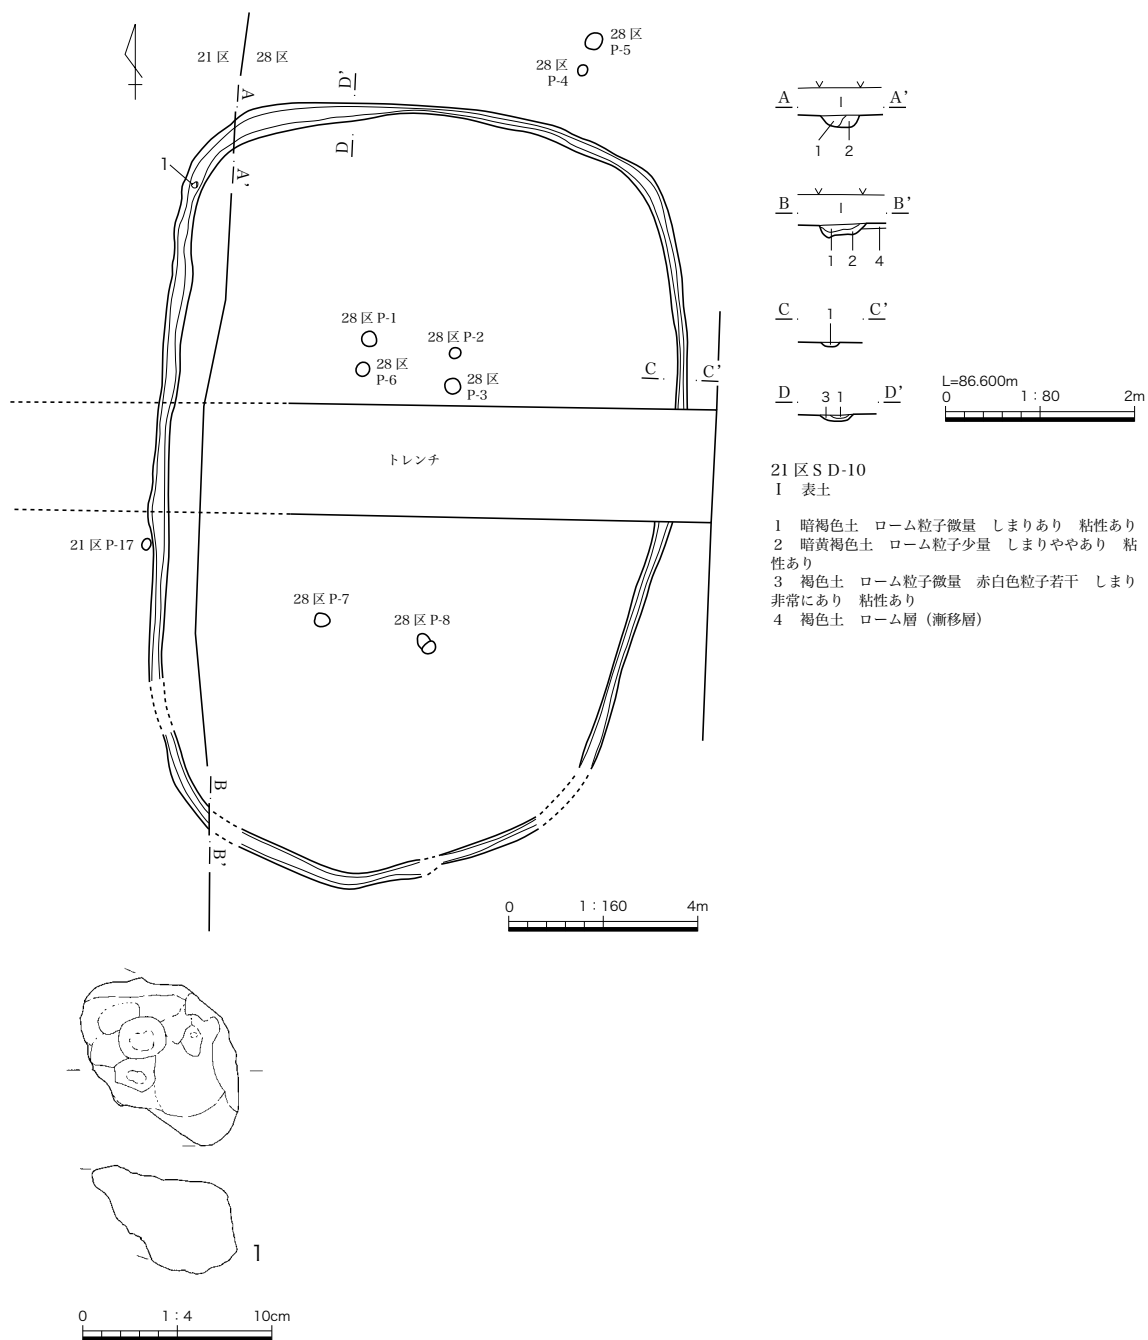 21区 28区
28区
P-5
28区
P-4
D'
A
D
A'
1
28区 P-1
28区 P-2
28区
P-6
28区
P-3
C
C'
トレンチ
21区 P-17
28区 P-7
28区 P-8
B
B'
0 1：160 4m
A A'
I
1 2
B B'
I
1 2 4
C C'
1
D D'
3 1
L=86.600m
0 1：80 2m
21区ＳＤ-10
Ⅰ　表土
1　暗褐色土　ローム粒子微量　しまりあり　粘性あり
2　暗黄褐色土　ローム粒子少量　しまりややあり　粘
性あり
3　褐色土　ローム粒子微量　赤白色粒子若干　しまり
非常にあり　粘性あり
4　褐色土　ローム層（漸移層）
1
0 1：4 10cm